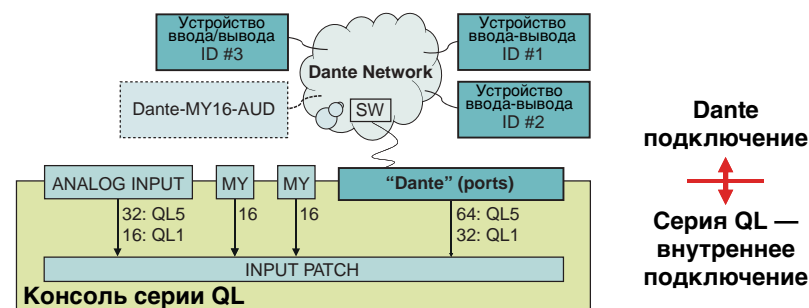 Устройство
ввода/вывода
ID #3
Устройство
ввода-вывода
ID #1
Dante Network
Dante-MY16-AUD
SW
Устройство
ввода-вывода
ID #2
ANALOG INPUT
MY
MY
“Dante” (ports)
32: QL5
16: QL1
16
16
64: QL5
32: QL1
INPUT PATCH
Консоль серии QL
Dante
подключение
Серия QL —
внутреннее
подключение